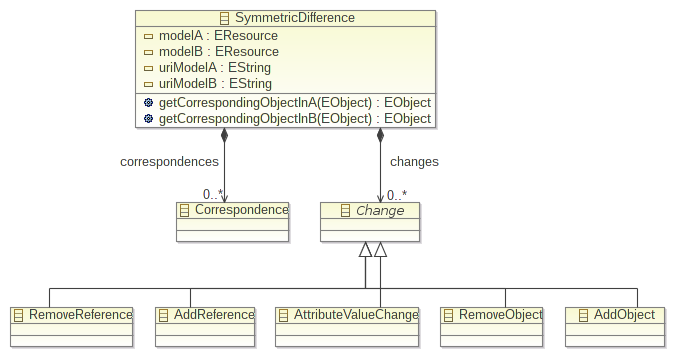 SymmetricDifference
modelA : EResource
modelB : EResource
uriModelA : EString
uriModelB : EString
getCorrespondingObjectInA(EObject) : EObject
getCorrespondingObjectInB(EObject) : EObject
correspondences changes
0..* 0..*
Correspondence Change
RemoveReference AddReference AttributeValueChange RemoveObject AddObject